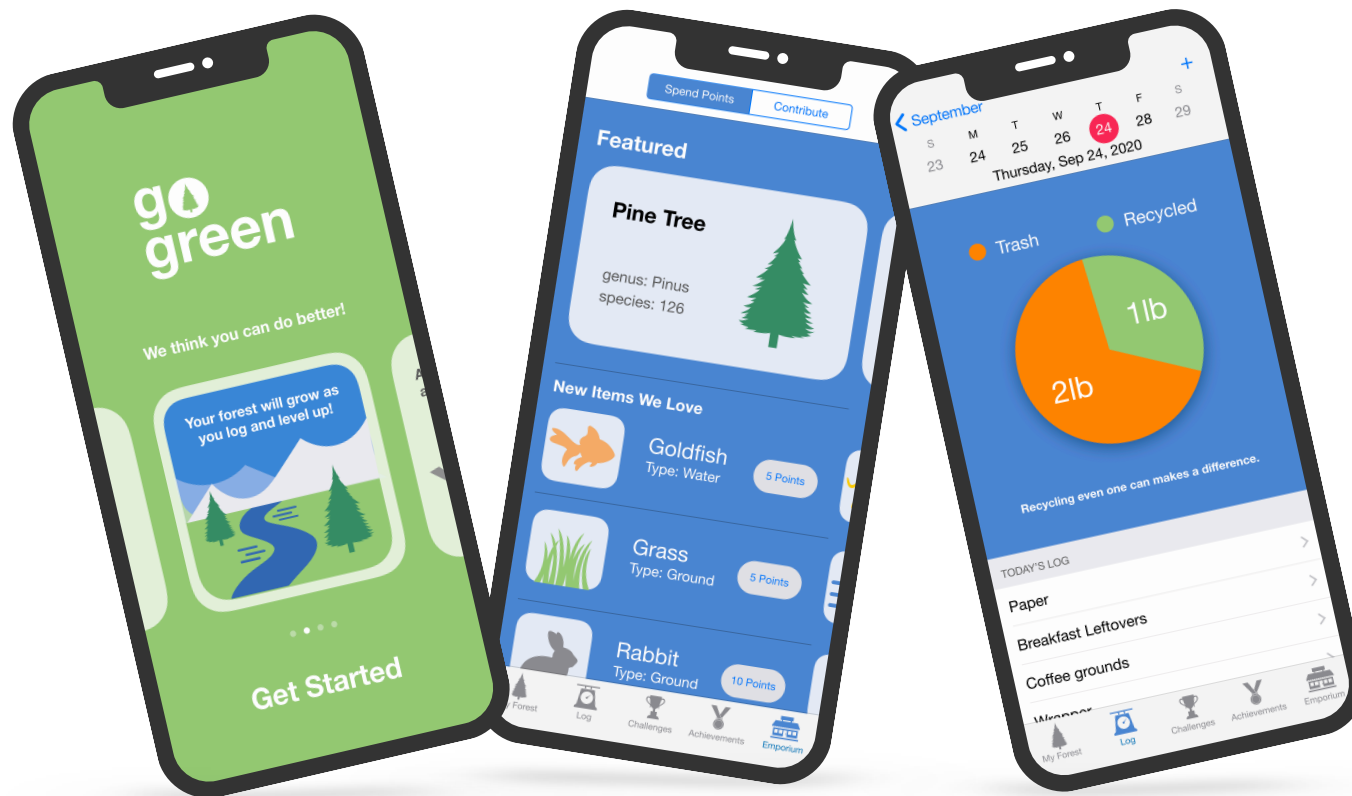 go
green
We think you can do better!
Your forest will grow as
you log and level up!
Get Started
Spend Points
Contribute
Featured
Pine Tree
genus: Pinus
species: 126
New Items We Love
Goldfish
Type: Water
5 Points
Grass
Type: Ground
5 Points
Rabbit
Type: Ground
10 Points
y Forest
Log
Challenges
Achievements
Emporium
September
+
S M T W T F S
23 24 25 26 24 28 29
Thursday, Sep 24, 2020
Trash
Recycled
1lb
2lb
Recycling even one can makes a difference.
TODAY'S LOG
Paper
Breakfast Leftovers
Coffee grounds
Wrapper
My Forest
Log
Challenges
Achievements
Emporium